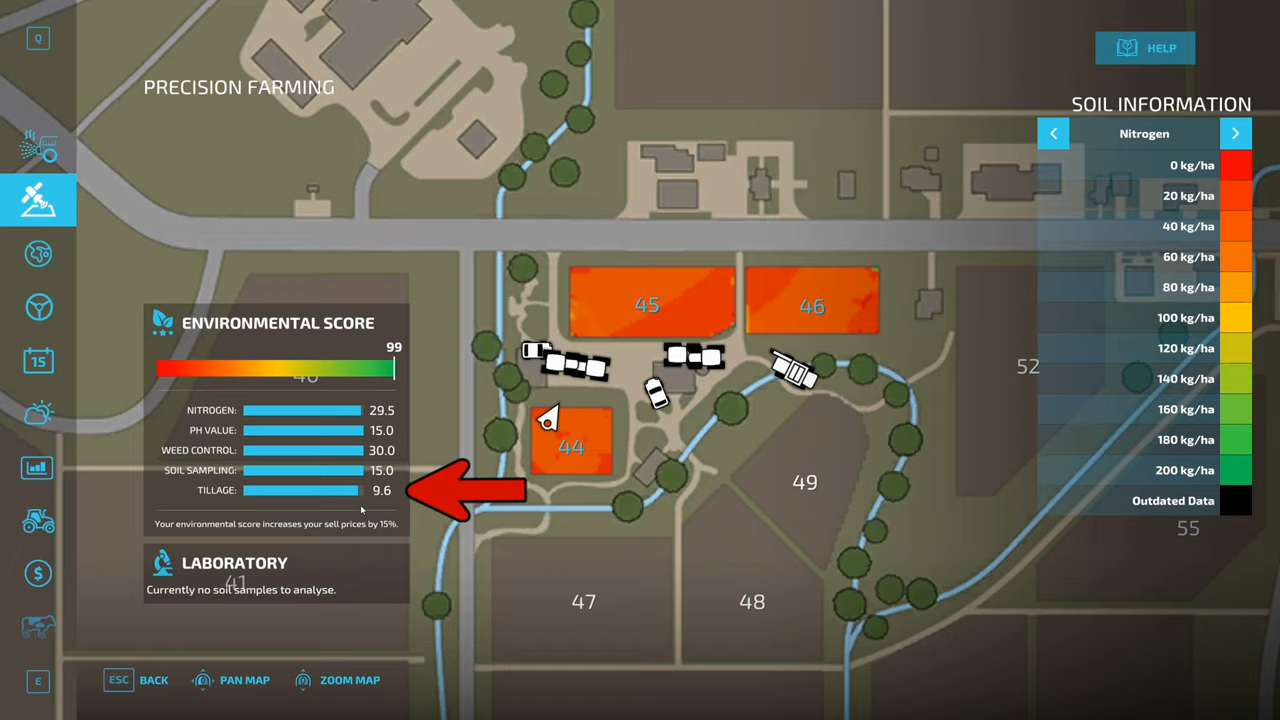 Q
HELP
PRECISION FARMING
SOIL INFORMATION
Nitrogen
0 kg/ha
20 kg/ha
40 kg/ha
60 kg/ha
80 kg/ha
100 kg/ha
120 kg/ha
140 kg/ha
160 kg/ha
180 kg/ha
200 kg/ha
Outdated Data
15
45
46
44
49
52
55
47
48
ENVIRONMENTAL SCORE
99
NITROGEN: 29.5
PH VALUE: 15.0
WEED CONTROL: 30.0
SOIL SAMPLING: 15.0
TILLAGE: 9.6
Your environmental score increases your sell prices by 15%.
LABORATORY
41
Currently no soil samples to analyse.
E
ESC BACK
PAN MAP
ZOOM MAP